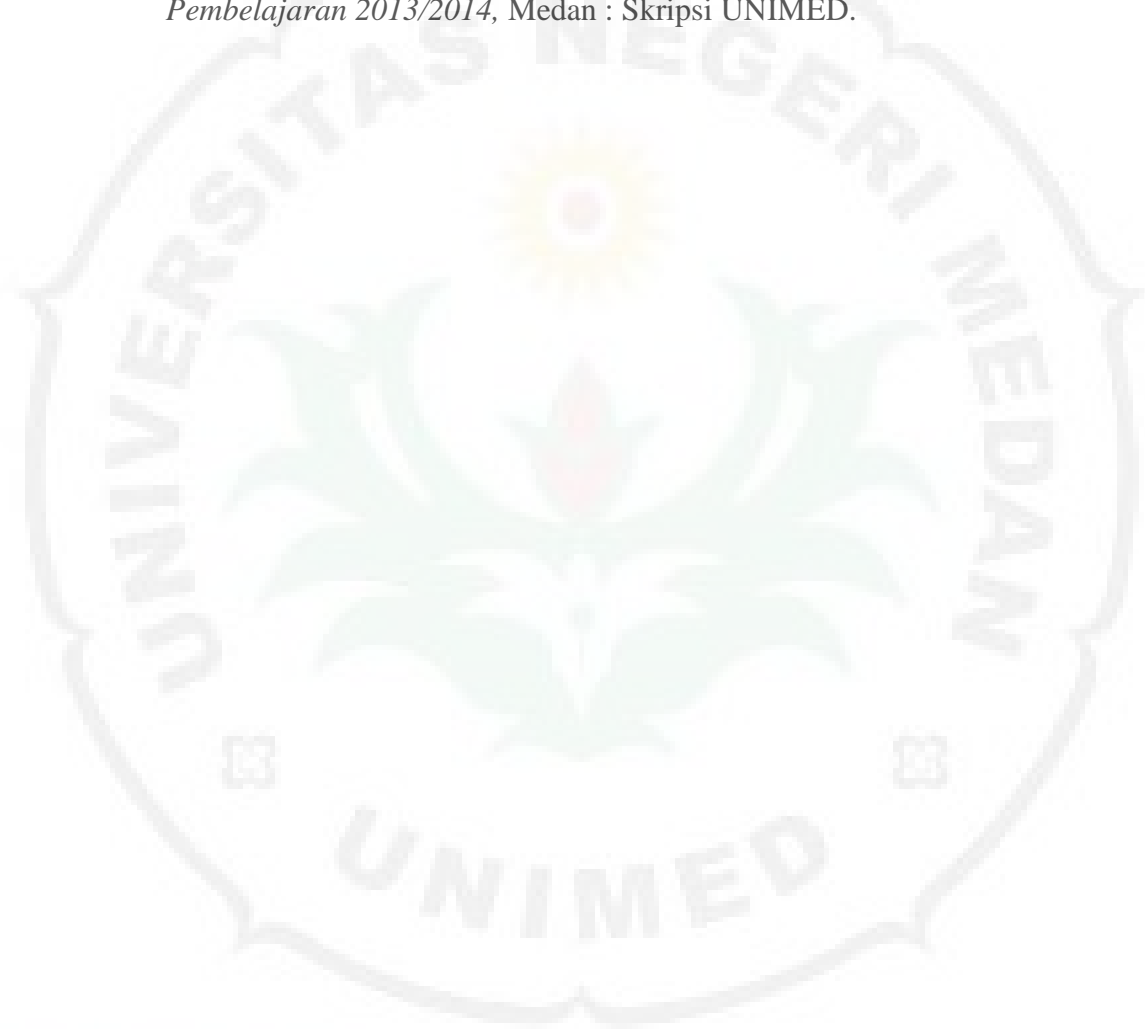 Pembelajaran 2013/2014, Medan : Skripsi UNIMED.
UNIVERSITAS NEGERI MEDAN
UNIMED